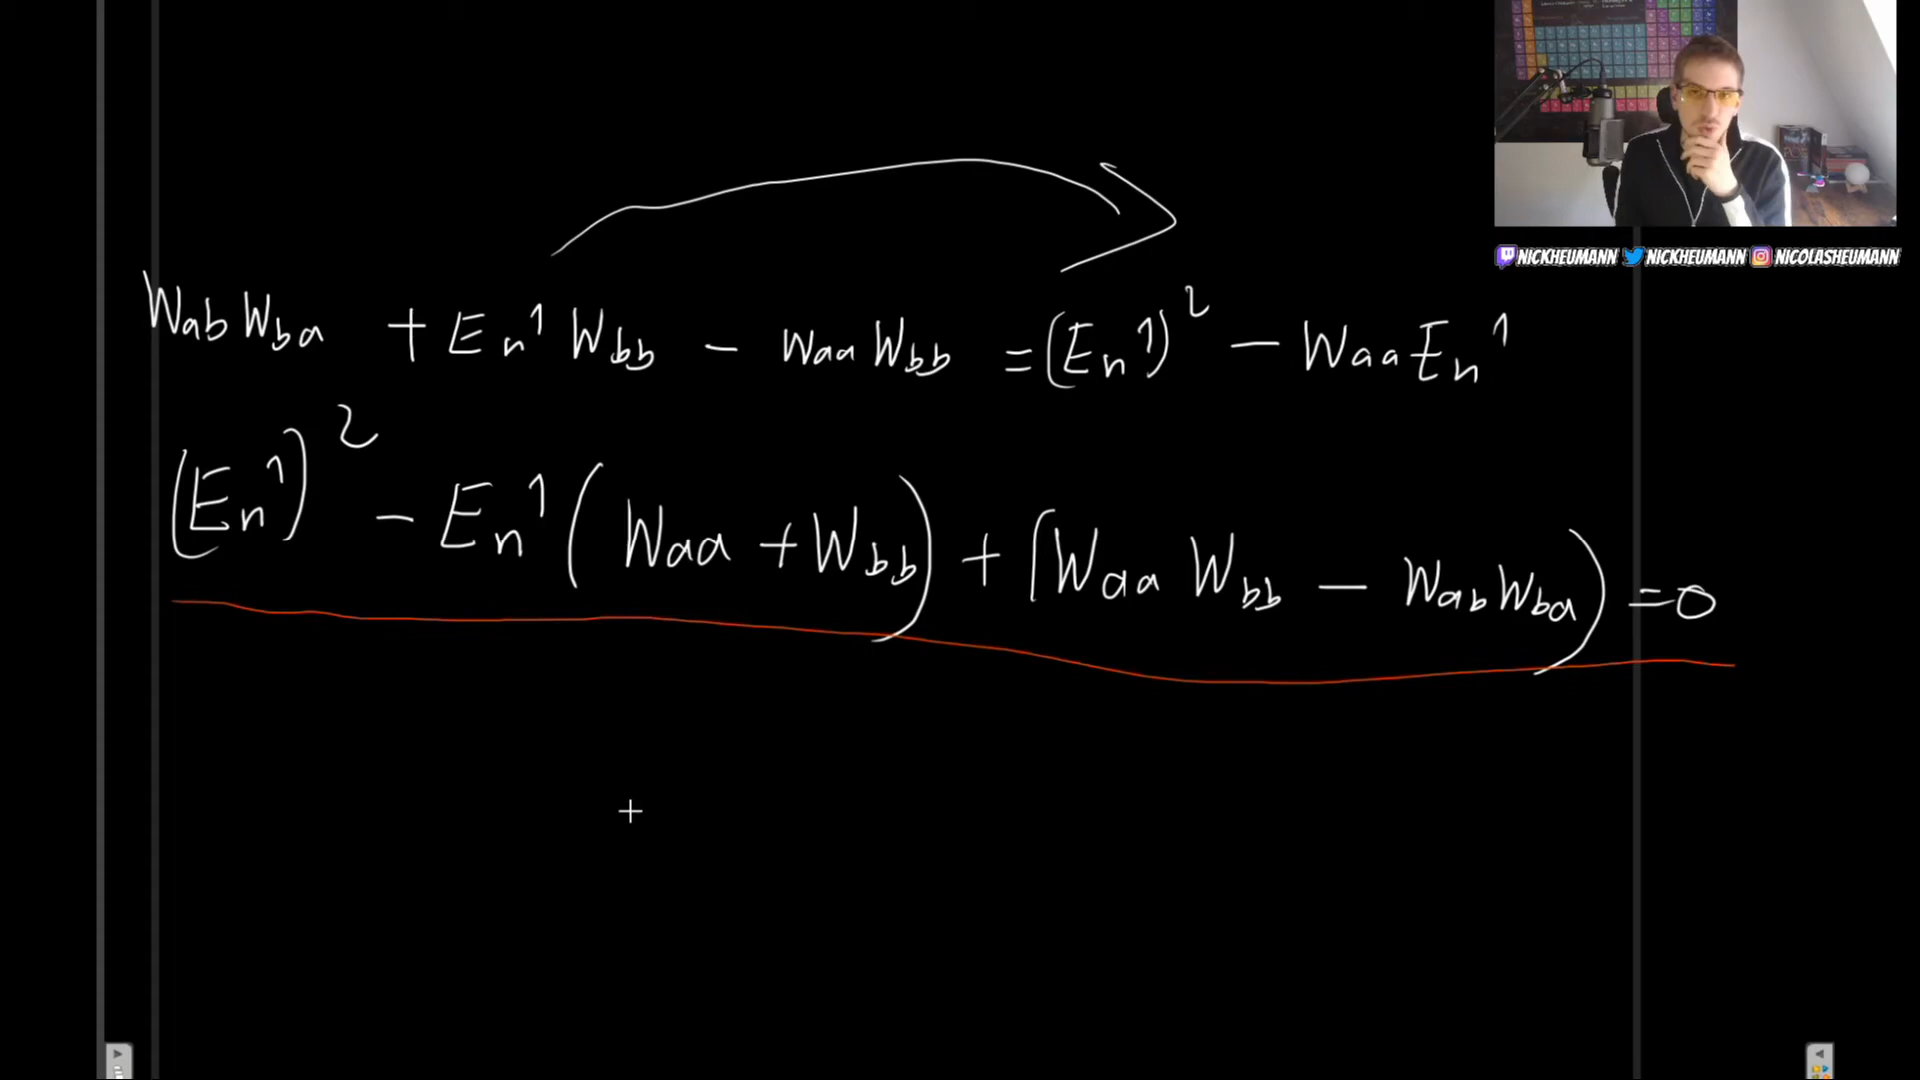 NICKHEUMANN NICKHEUMANN NICOLASHEUMANN
Wab Wba + En¹ Wbb - Waa Wbb = (En¹)² - Waa En¹
(En¹)² - En¹ (Waa + Wbb) + (Waa Wbb - Wab Wba) = 0